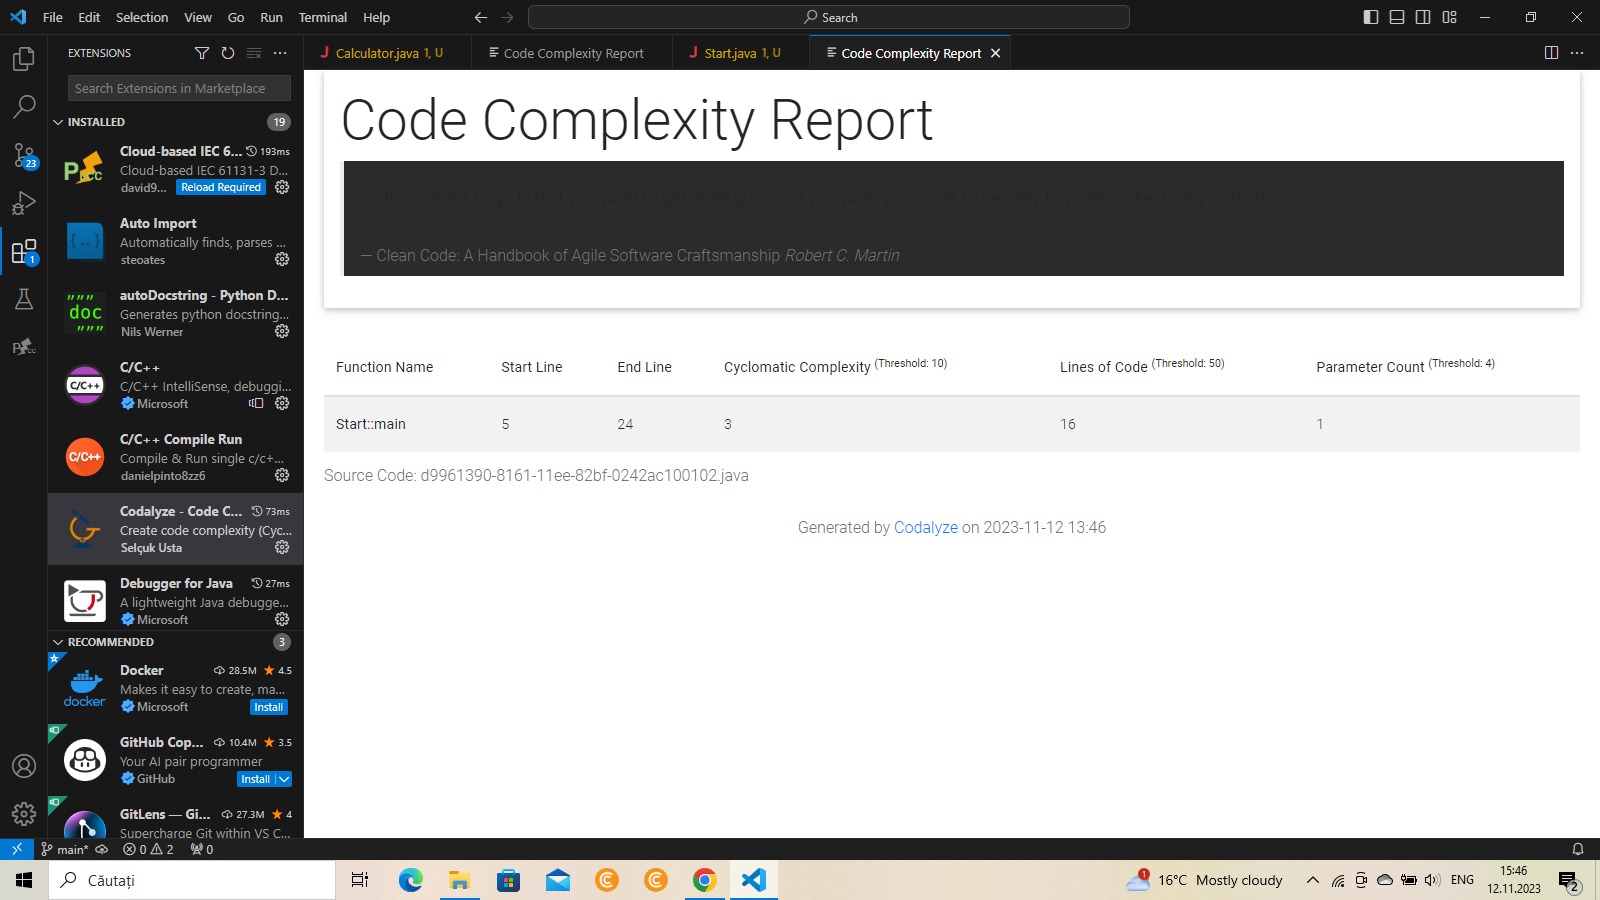 File Edit Selection View Go Run Terminal Help
Search
EXTENSIONS
Calculator.java 1, U
Code Complexity Report
Start.java 1, U
Code Complexity Report
Search Extensions in Marketplace
INSTALLED
19
Cloud-based IEC 6... 193ms
Cloud-based IEC 61131-3 D...
david9... Reload Required
Auto Import
Automatically finds, parses ...
steoates
autoDocstring - Python D...
Generates python docstring...
Nils Werner
C/C++
C/C++ IntelliSense, debuggi...
Microsoft
C/C++ Compile Run
Compile & Run single c/c+...
danielpinto8zz6
Codalyze - Code C... 73ms
Create code complexity (Cyc...
Selçuk Usta
Debugger for Java 27ms
A lightweight Java debugge...
Microsoft
RECOMMENDED
3
Docker 28.5M 4.5
Makes it easy to create, ma...
Microsoft Install
GitHub Cop... 10.4M 3.5
Your AI pair programmer
GitHub Install
GitLens — Gi... 27.3M 4
Supercharge Git within VS C...
23
1
doc
C/C++
C/C++
docker
Code Complexity Report
So if you want to go fast, if you want to get done quickly, if you want your code to be easy to write, make it easy to read
— Clean Code: A Handbook of Agile Software Craftsmanship Robert C. Martin
Function Name Start Line End Line Cyclomatic Complexity (Threshold: 10) Lines of Code (Threshold: 50) Parameter Count (Threshold: 4)
Start::main 5 24 3 16 1
Source Code: d9961390-8161-11ee-82bf-0242ac100102.java
Generated by Codalyze on 2023-11-12 13:46
main* 0 2 0
Căutați
1
16°C Mostly cloudy
ENG
15:46
12.11.2023
2